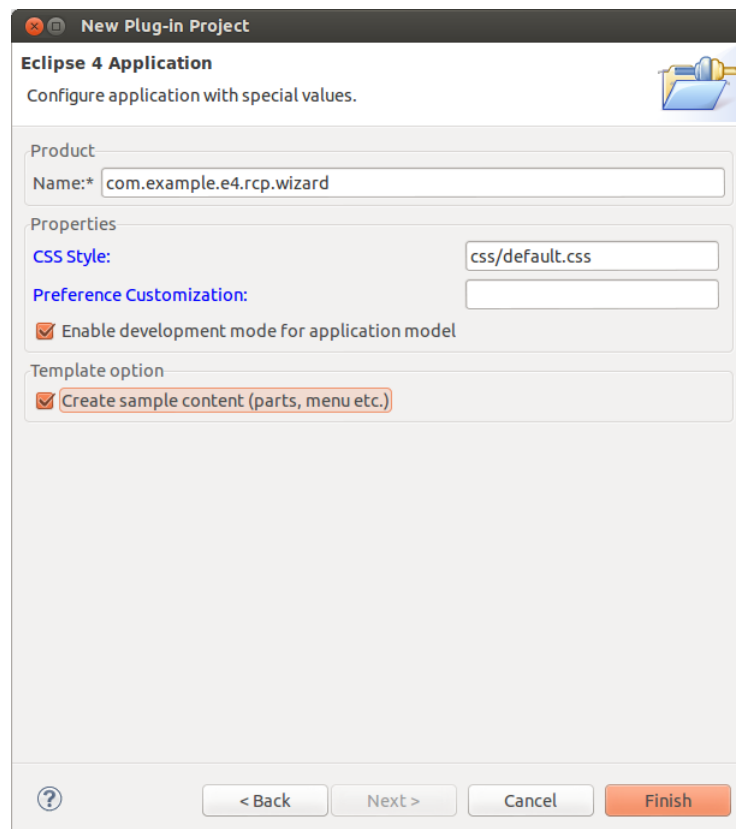 New Plug-in Project
Eclipse 4 Application
Configure application with special values.
Product
Name:* com.example.e4.rcp.wizard
Properties
CSS Style: css/default.css
Preference Customization:
Enable development mode for application model
Template option
Create sample content (parts, menu etc.)
? < Back Next > Cancel Finish